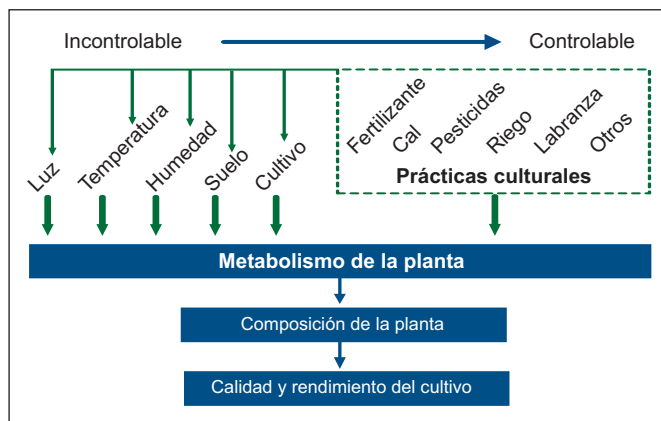 Incontrolable
Controlable
Luz
Temperatura
Humedad
Suelo
Cultivo
Fertilizante
Cal
Pesticidas
Riego
Labranza
Otros
Prácticas culturales
Metabolismo de la planta
Composición de la planta
Calidad y rendimiento del cultivo